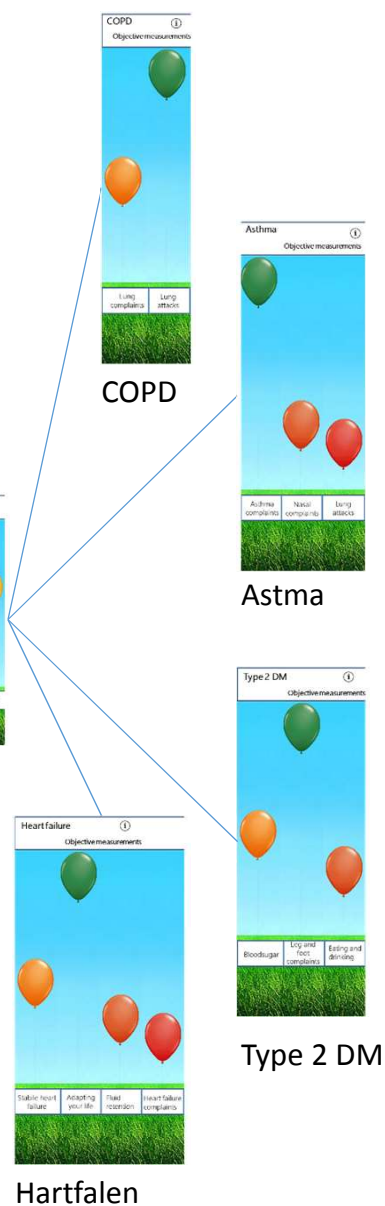 COPD
Objective measurements
Lung
complaints
Lung
attacks
COPD
Asthma
Objective measurements
Asthma
complaints
Nasal
complaints
Lung
attacks
Astma
Type 2 DM
Objective measurements
Bloodsugar
Leg and
foot
complaints
Eating and
drinking
Type 2 DM
Heart failure
Objective measurements
Stabile heart
failure
Adapting
your life
Fluid
retention
Heart failure
complaints
Hartfalen